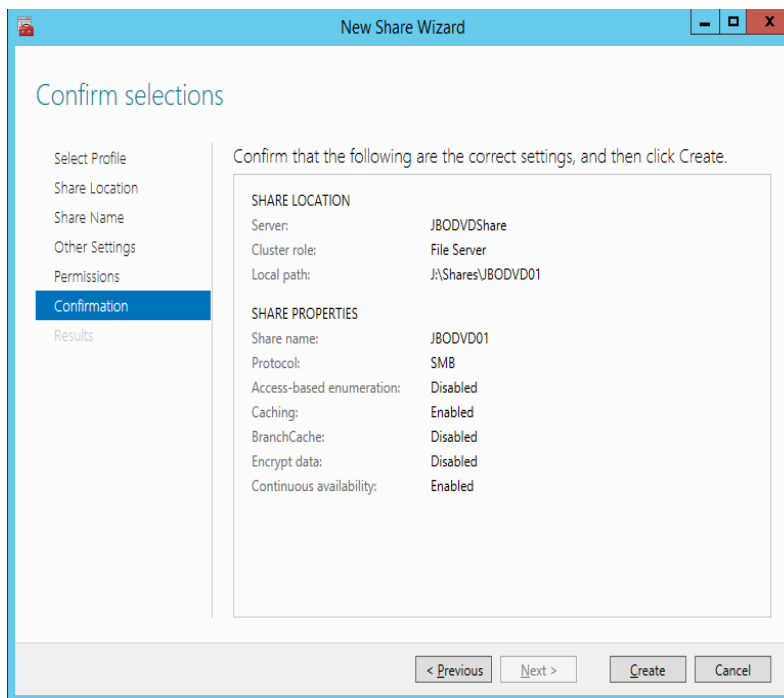 New Share Wizard
Confirm selections
Select Profile
Share Location
Share Name
Other Settings
Permissions
Confirmation
Results
Confirm that the following are the correct settings, and then click Create.
SHARE LOCATION
Server: JBODVDShare
Cluster role: File Server
Local path: J:\Shares\JBODVD01
SHARE PROPERTIES
Share name: JBODVD01
Protocol: SMB
Access-based enumeration: Disabled
Caching: Enabled
BranchCache: Disabled
Encrypt data: Disabled
Continuous availability: Enabled
< Previous Next > Create Cancel